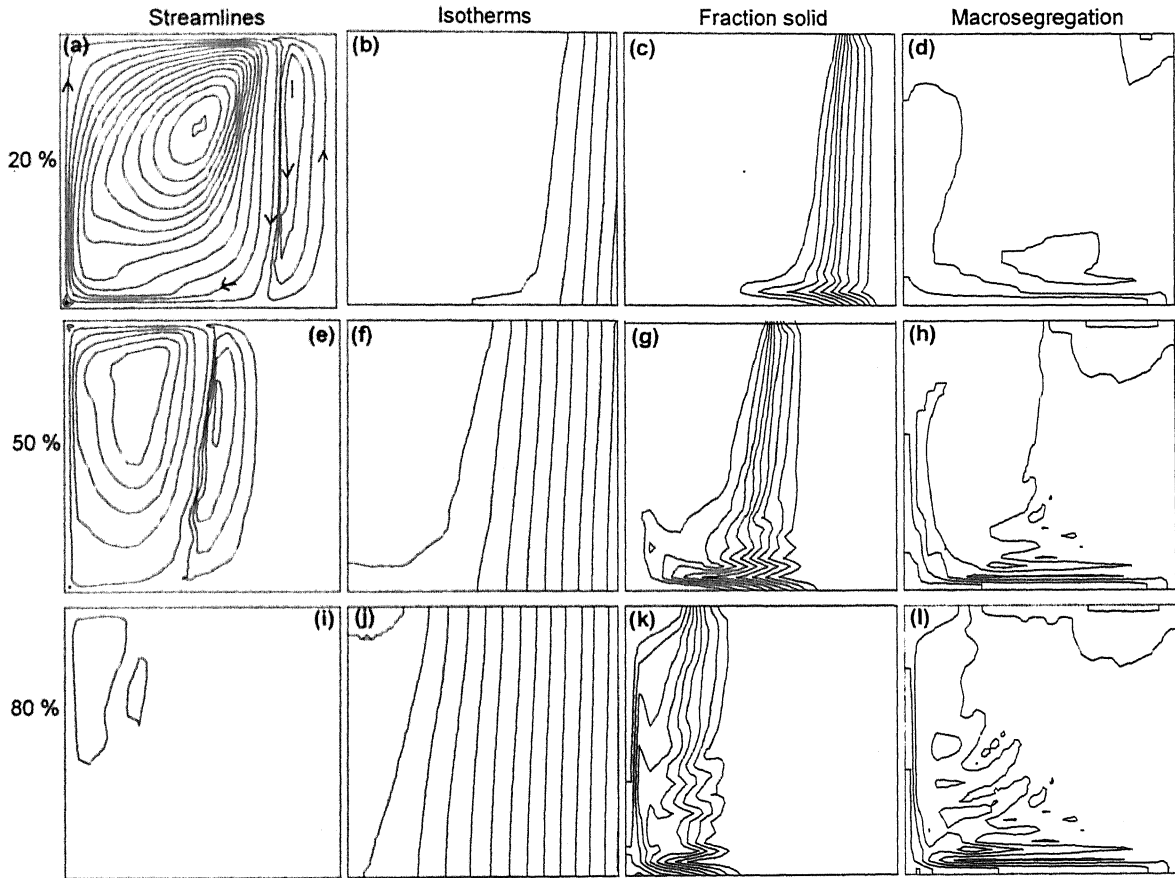 Streamlines Isotherms Fraction solid Macrosegregation
20 % (a) (b) (c) (d)
50 % (e) (f) (g) (h)
80 % (i) (j) (k) (l)